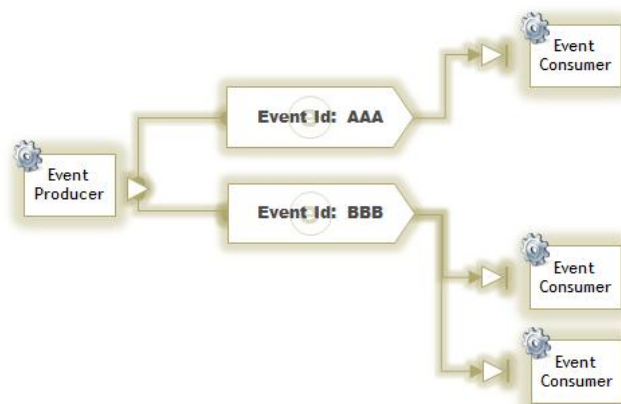 Event
Consumer
Event Id: AAA
Event
Producer
Event Id: BBB
Event
Consumer
Event
Consumer